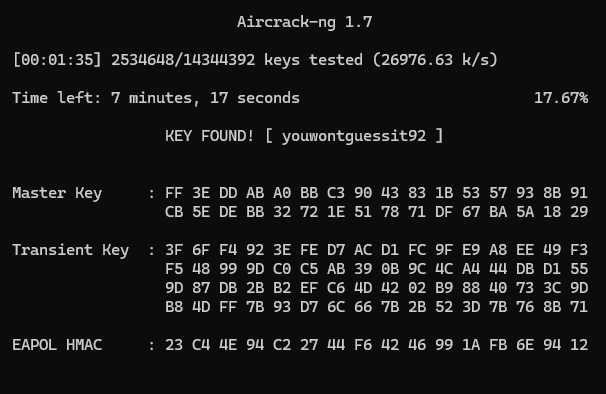 Aircrack-ng 1.7
[00:01:35] 2534648/14344392 keys tested (26976.63 k/s)
Time left: 7 minutes, 17 seconds 17.67%
KEY FOUND! [ youwontguessit92 ]
Master Key : FF 3E DD AB A0 BB C3 90 43 83 1B 53 57 93 8B 91
CB 5E DE BB 32 72 1E 51 78 71 DF 67 BA 5A 18 29
Transient Key : 3F 6F F4 92 3E FE D7 AC D1 FC 9F E9 A8 EE 49 F3
F5 48 99 9D C0 C5 AB 39 0B 9C 4C A4 44 DB D1 55
9D 87 DB 2B B2 EF C6 4D 42 02 B9 88 40 73 3C 9D
B8 4D FF 7B 93 D7 6C 66 7B 2B 52 3D 7B 76 8B 71
EAPOL HMAC : 23 C4 4E 94 C2 27 44 F6 42 46 99 1A FB 6E 94 12